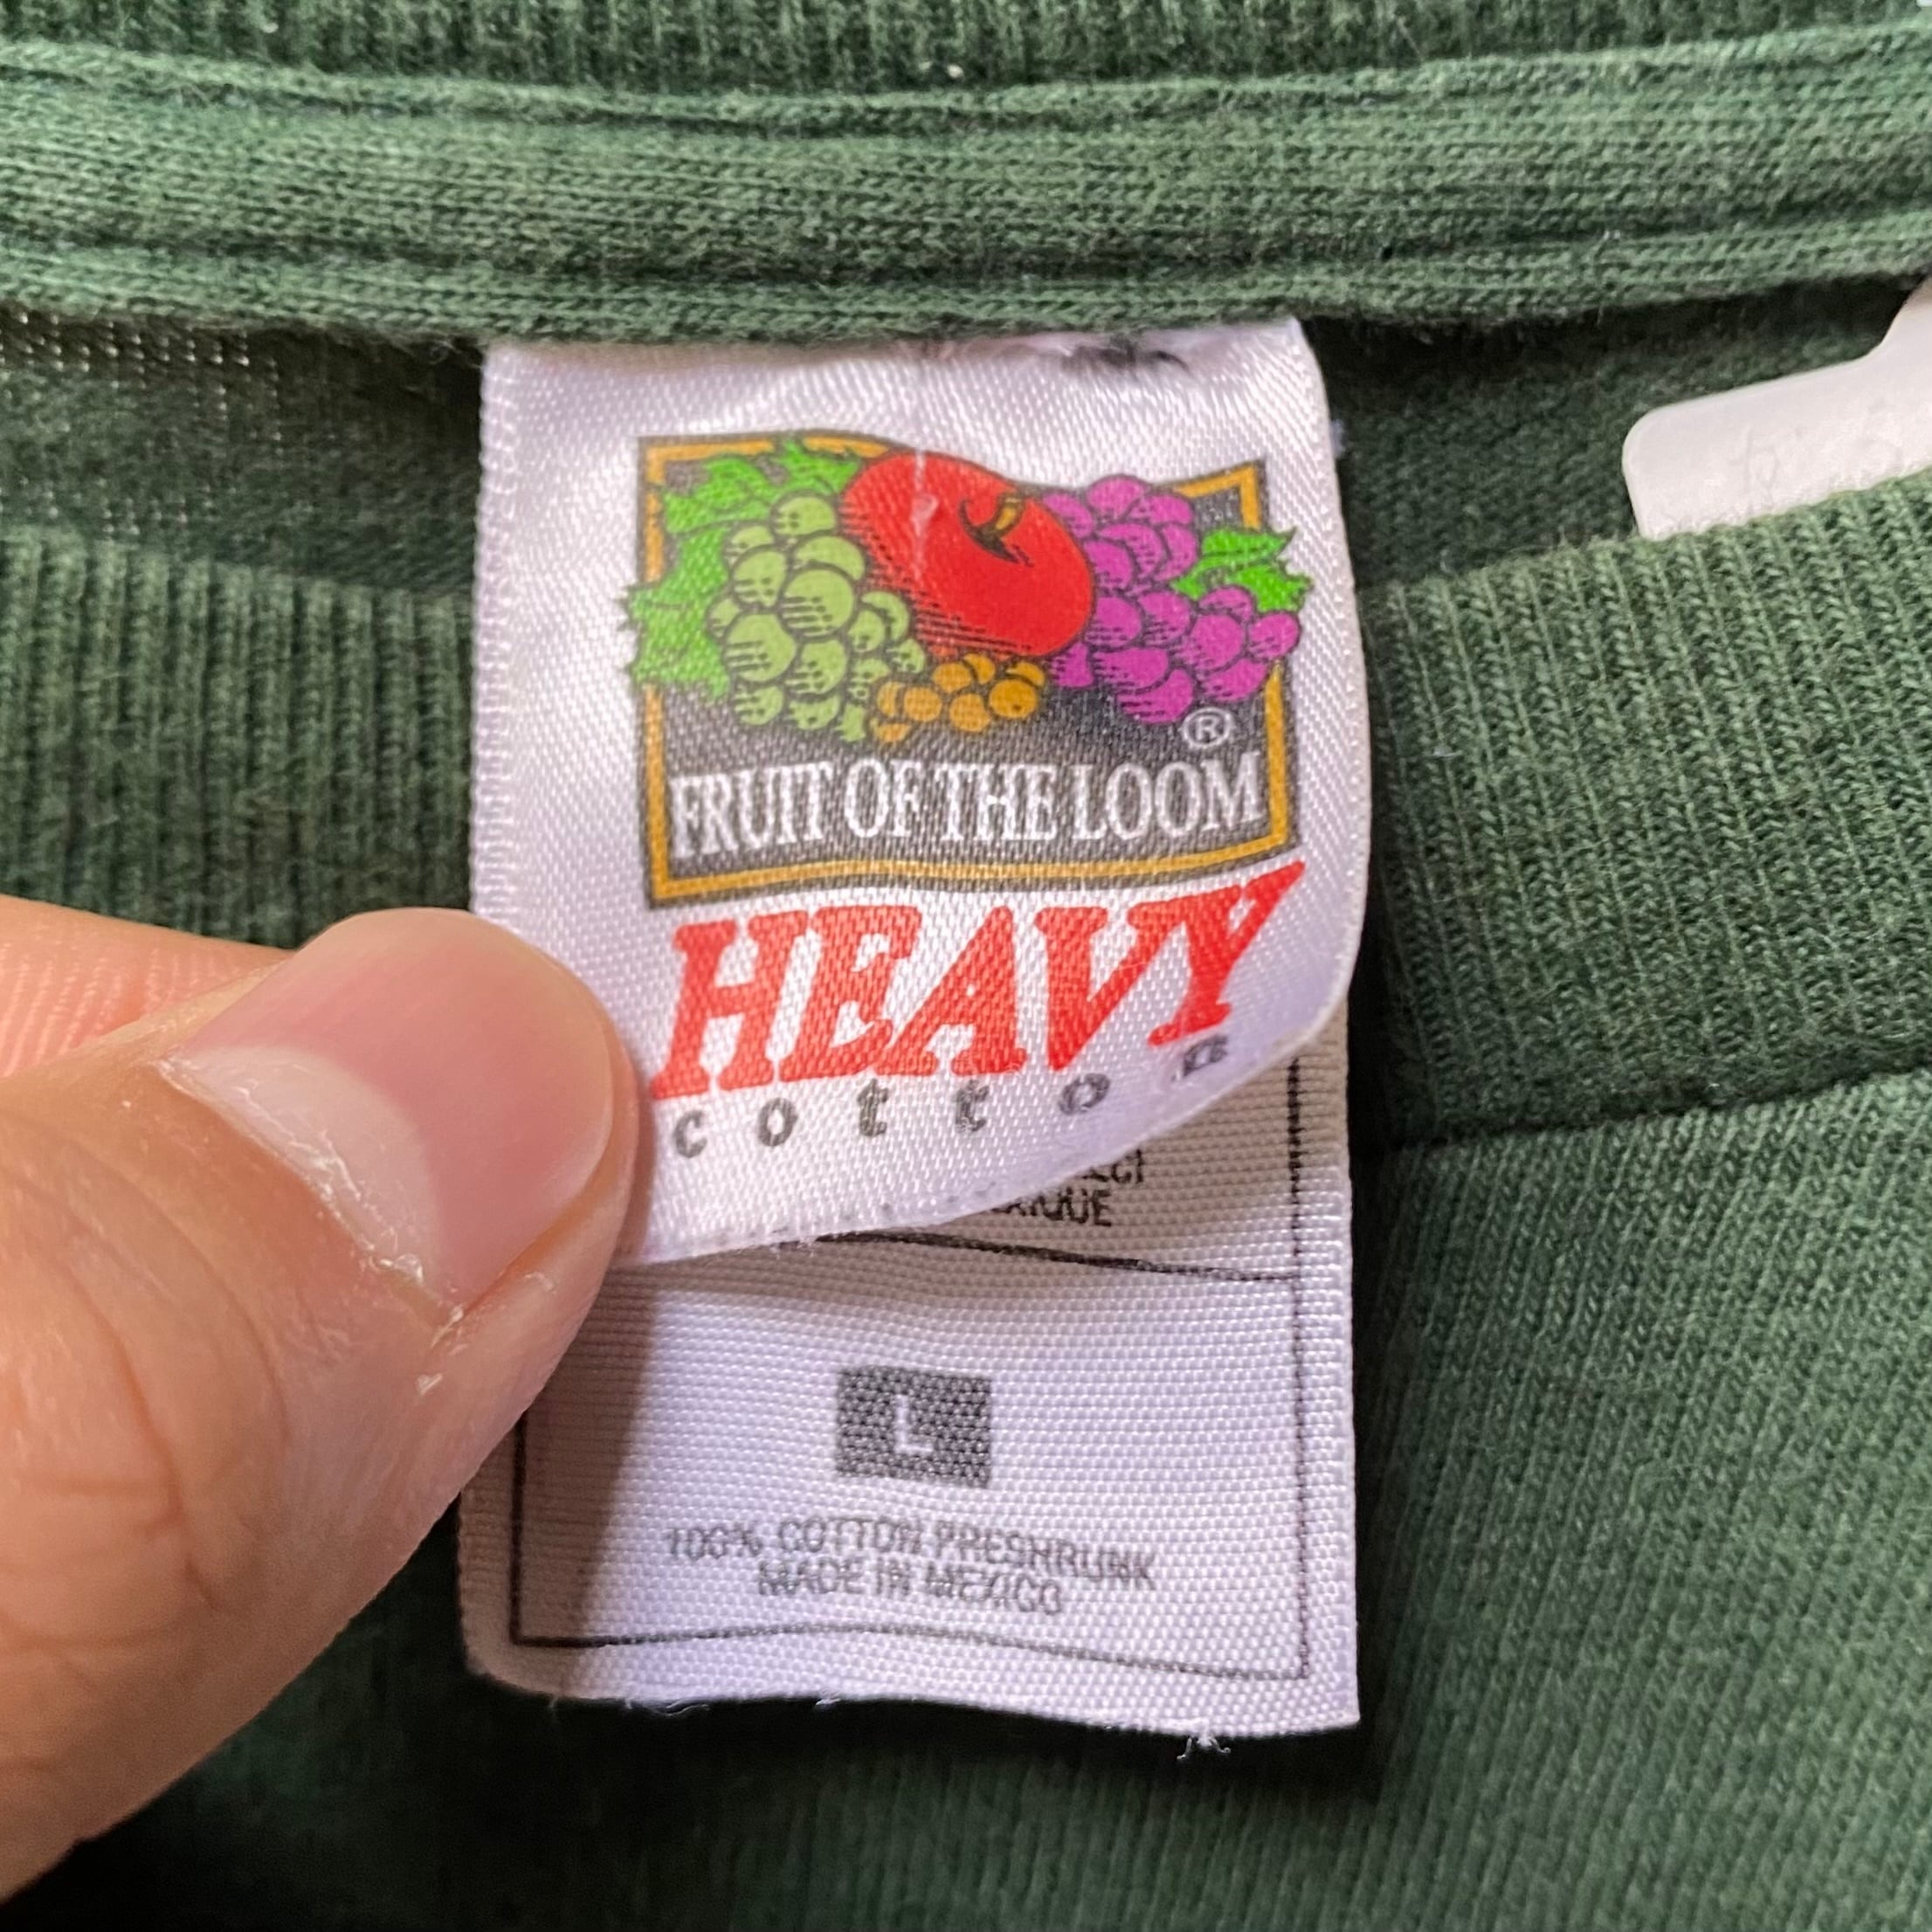 ®
FRUIT OF THE LOOM
HEAVY
cotton
L
100% COTTON PRESHRUNK
MADE IN MEXICO